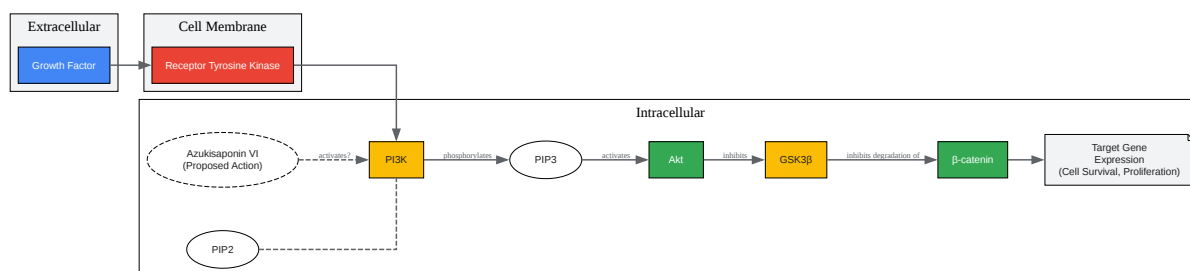 Extracellular
Cell Membrane
Growth Factor
Receptor Tyrosine Kinase
Intracellular
Azukisaponin VI
(Proposed Action)
activates?
PI3K
phosphorylates
PIP3
activates
Akt
inhibits
GSK3β
inhibits degradation of
β-catenin
Target Gene
Expression
(Cell Survival, Proliferation)
PIP2